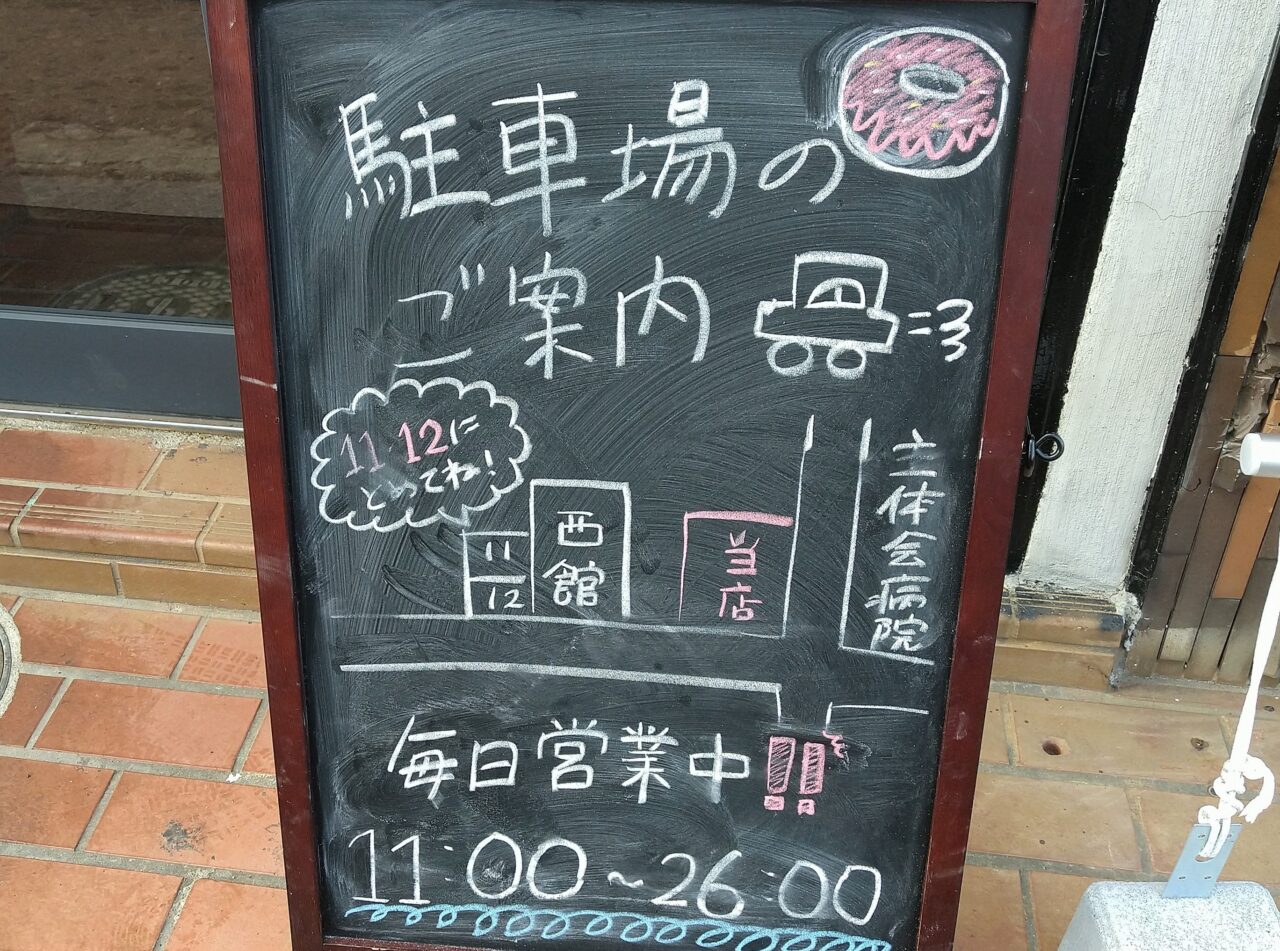 駐車場の
ご案内
11 12に
とめてね!
11
12
西館
当店
主体会病院
毎日営業中!!
11:00~26:00